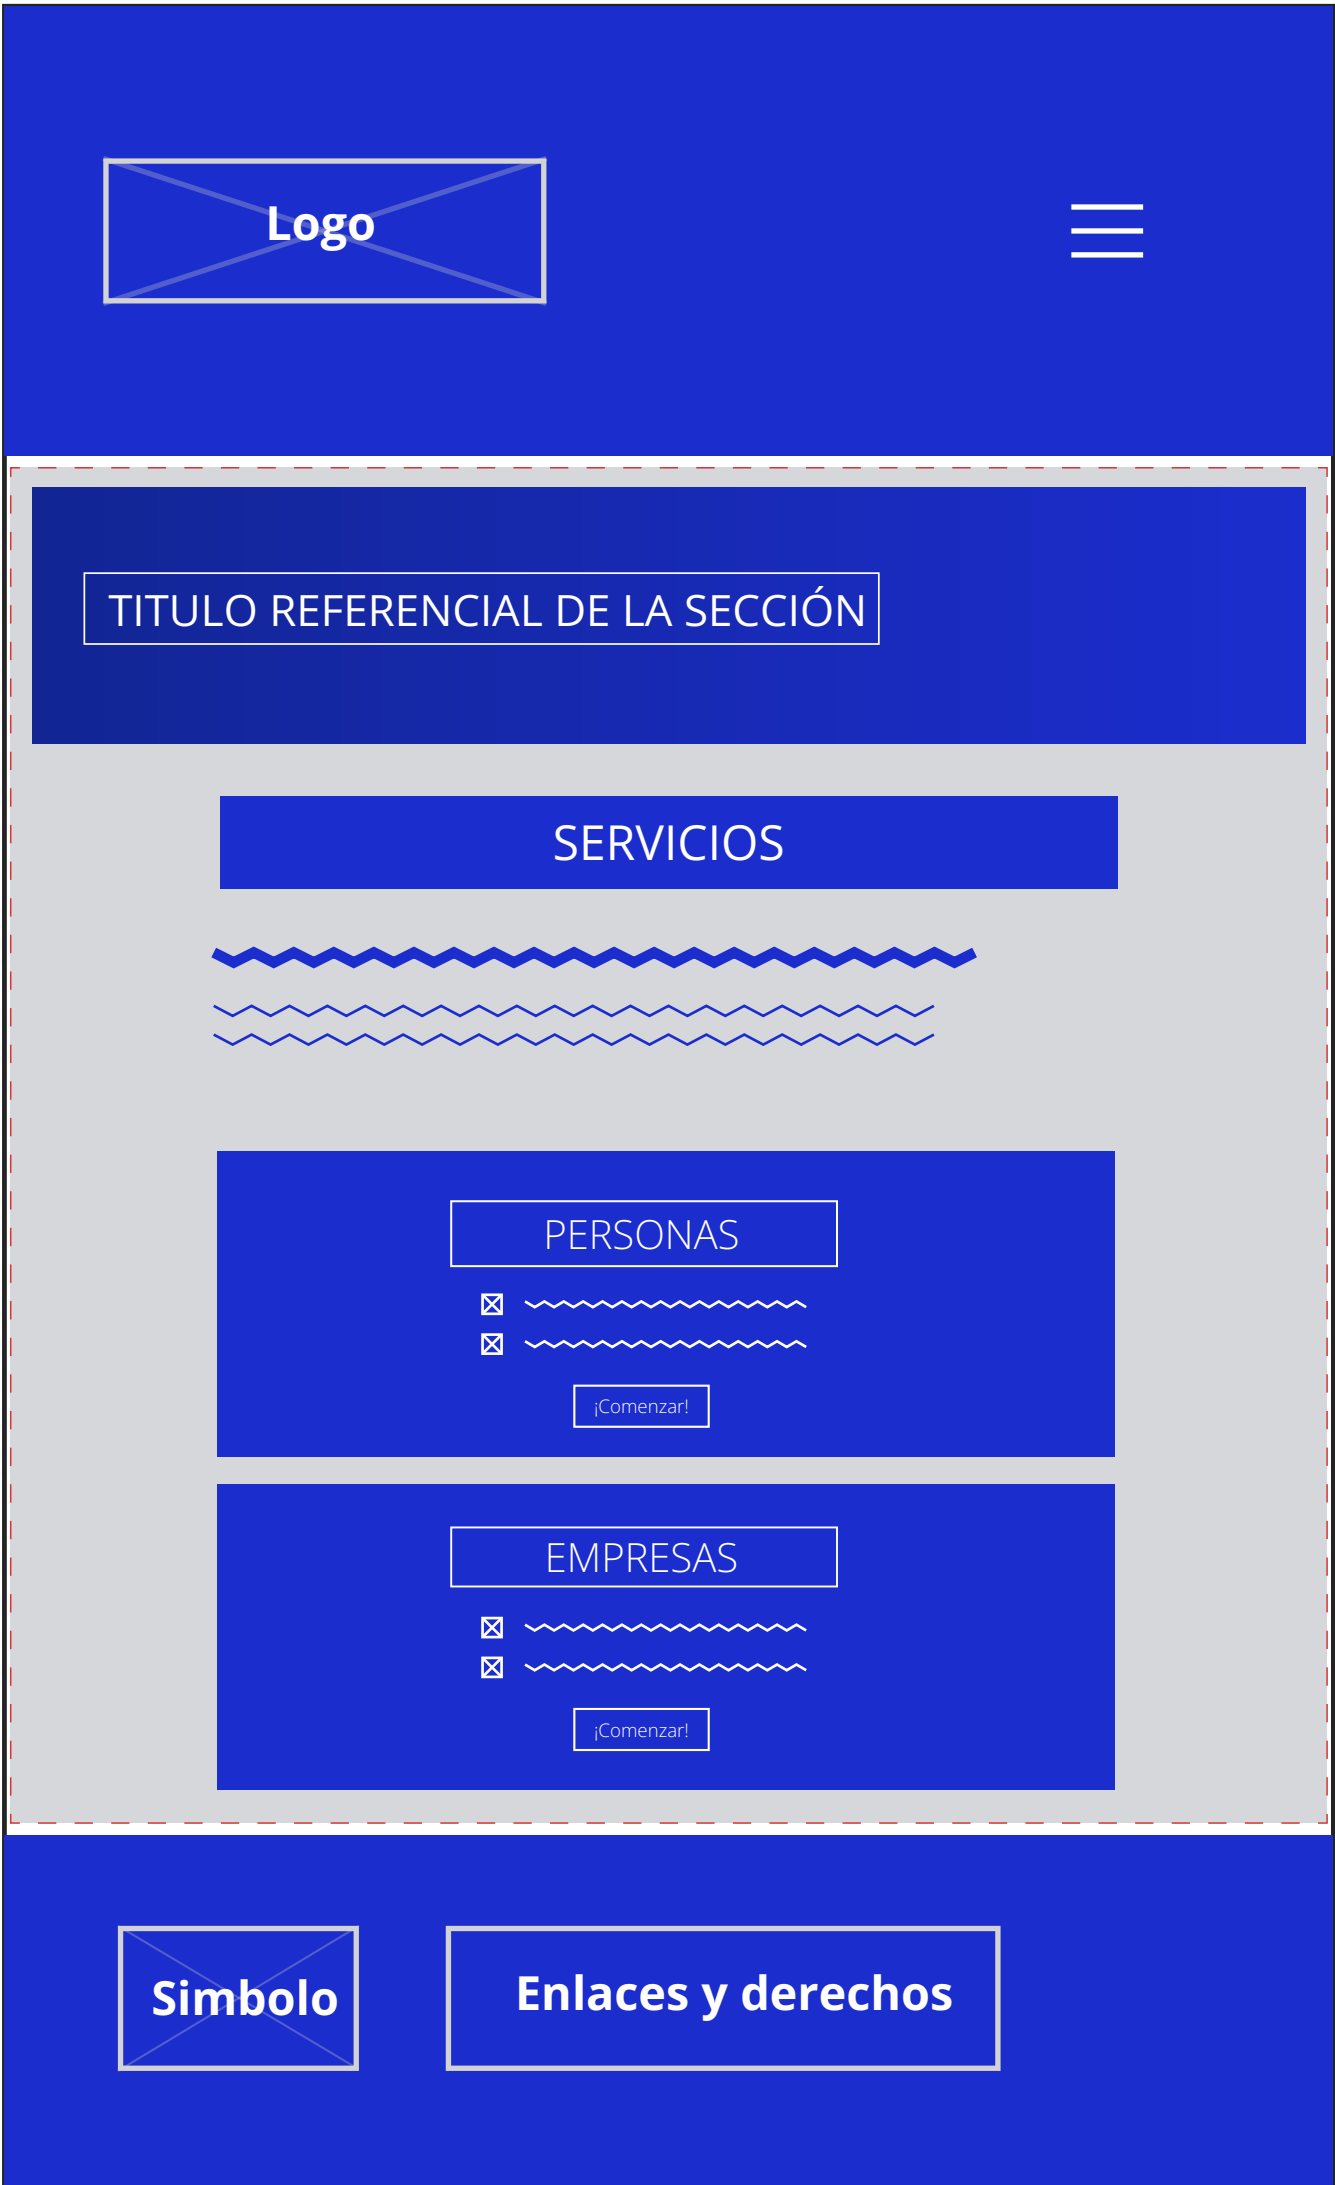 Logo
TITULO REFERENCIAL DE LA SECCIÓN
SERVICIOS
PERSONAS
¡Comenzar!
EMPRESAS
¡Comenzar!
Simbolo
Enlaces y derechos